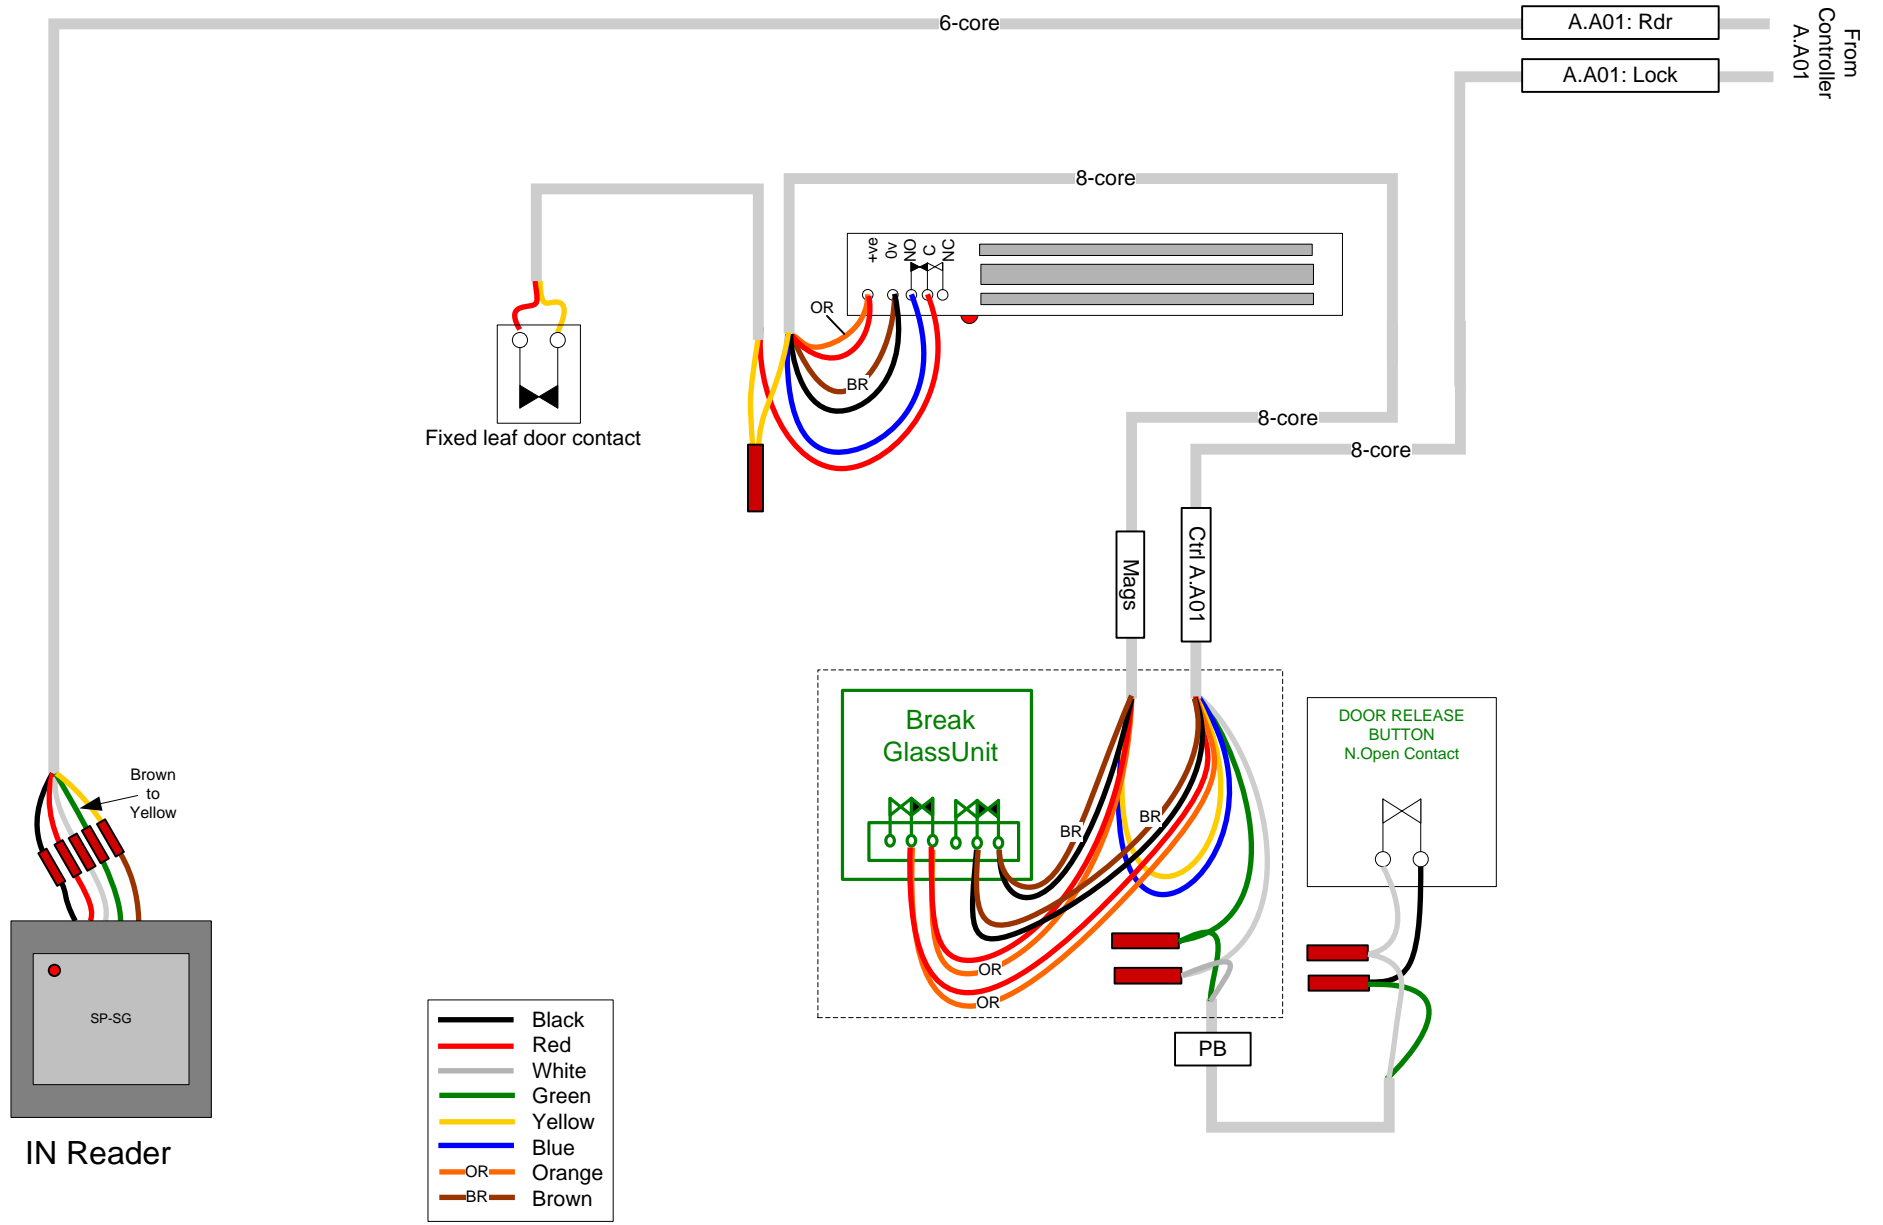 6-core
A.A01: Rdr
A.A01: Lock
From
Controller
A.A01
8-core
+ve
0v
NO
C
NC
OR
BR
Fixed leaf door contact
8-core
8-core
Mags
Ctrl A.A01
Break
GlassUnit
DOOR RELEASE
BUTTON
N.Open Contact
BR
BR
OR
OR
PB
Brown
to
Yellow
SP-SG
IN Reader
Black
Red
White
Green
Yellow
Blue
OR Orange
BR Brown